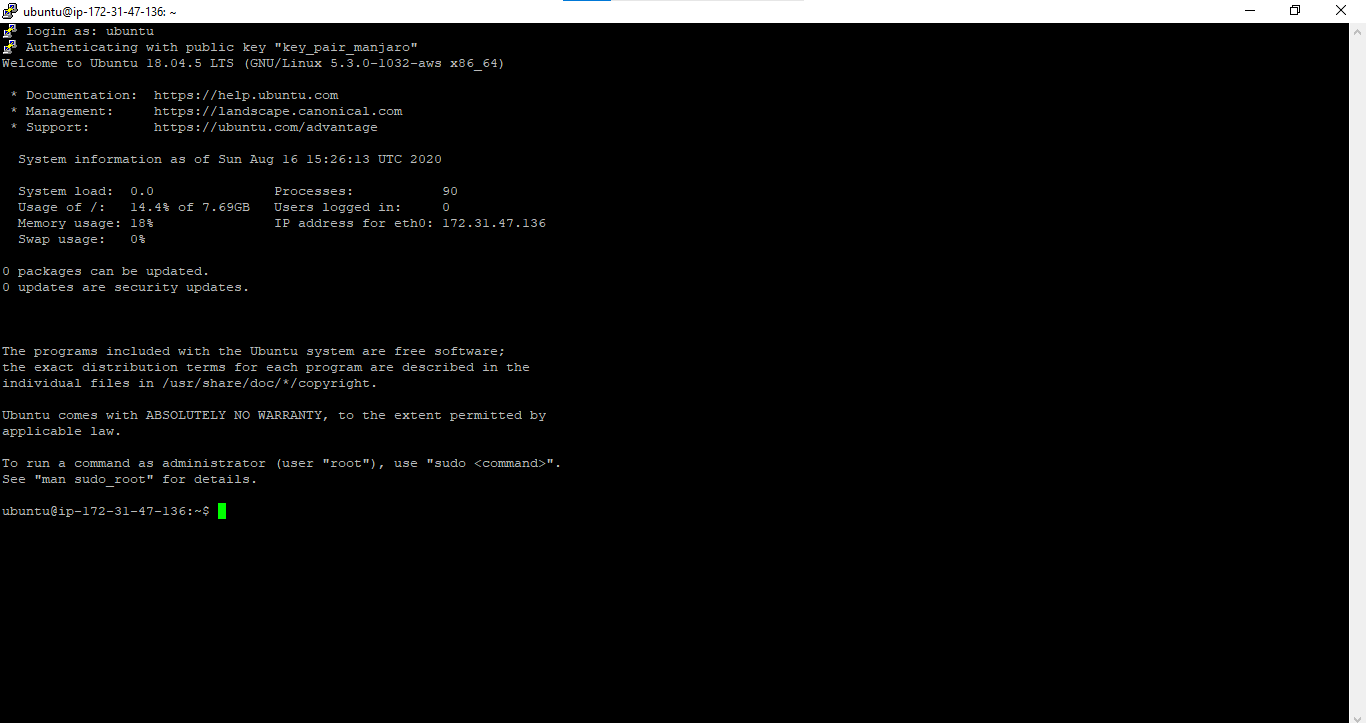 ubuntu@ip-172-31-47-136: ~
login as: ubuntu
Authenticating with public key "key_pair_manjaro"
Welcome to Ubuntu 18.04.5 LTS (GNU/Linux 5.3.0-1032-aws x86_64)
* Documentation:  https://help.ubuntu.com
* Management:     https://landscape.canonical.com
* Support:        https://ubuntu.com/advantage
System information as of Sun Aug 16 15:26:13 UTC 2020
System load:  0.0               Processes:           90
Usage of /:   14.4% of 7.69GB   Users logged in:     0
Memory usage: 18%               IP address for eth0: 172.31.47.136
Swap usage:   0%
0 packages can be updated.
0 updates are security updates.
The programs included with the Ubuntu system are free software;
the exact distribution terms for each program are described in the
individual files in /usr/share/doc/*/copyright.
Ubuntu comes with ABSOLUTELY NO WARRANTY, to the extent permitted by
applicable law.
To run a command as administrator (user "root"), use "sudo <command>".
See "man sudo_root" for details.
ubuntu@ip-172-31-47-136:~$